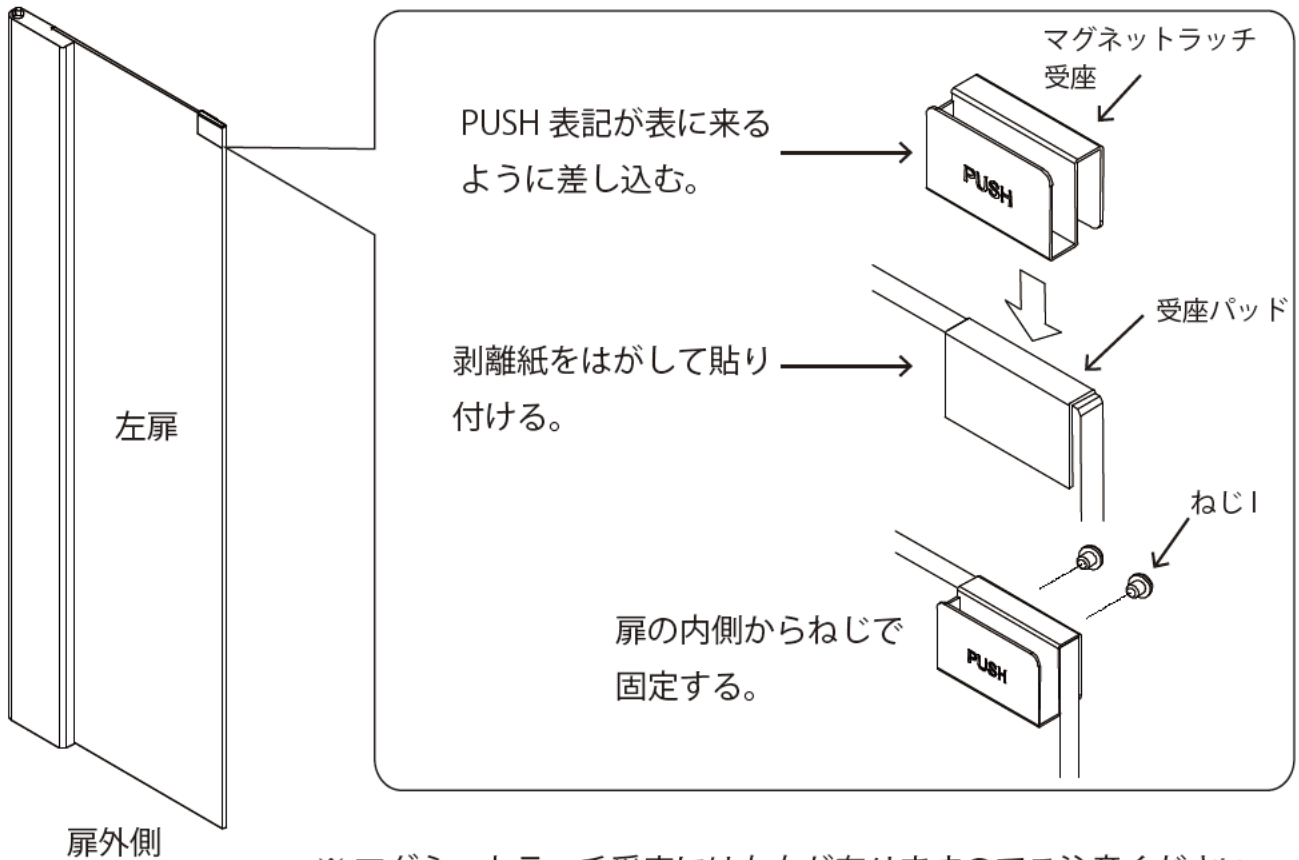 マグネットラッチ
受座
PUSH 表記が表に来る
ように差し込む。
PUSH
受座パッド
剥離紙をはがして貼り
付ける。
左扉
ねじI
扉の内側からねじで
固定する。
PUSH
扉外側